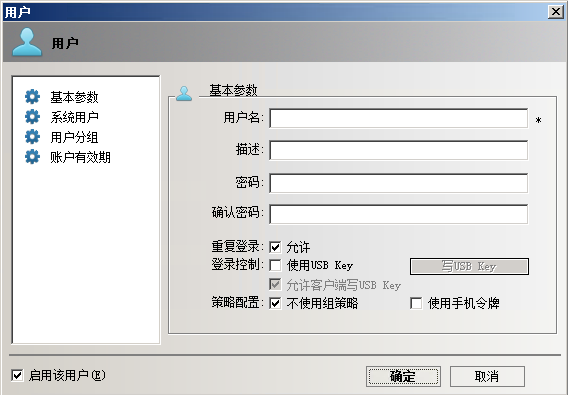 用户
用户
基本参数
系统用户
用户分组
账户有效期
基本参数
用户名:
*
描述:
密码:
确认密码:
重复登录: 允许
登录控制: 使用USB Key 写USB Key
允许客户端写USB Key
策略配置: 不使用组策略 使用手机令牌
启用该用户(E) 确定 取消